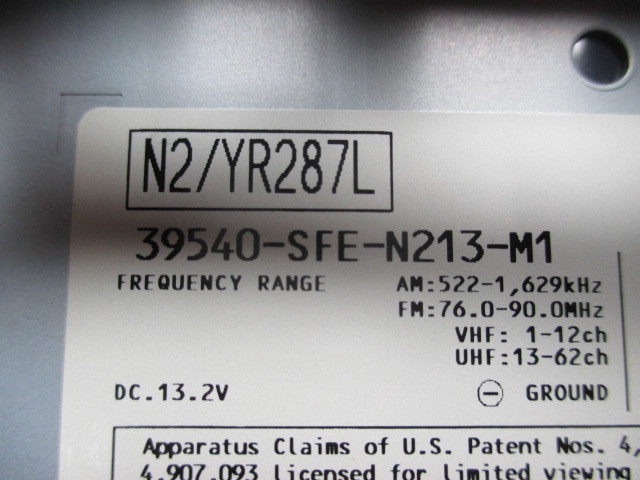 N2/YR287L
39540-SFE-N213-M1
FREQUENCY RANGE AM:522-1,629kHz
FM:76.0-90.0MHz
VHF: 1-12ch
UHF:13-62ch
DC.13.2V ⊖ GROUND
Apparatus Claims of U.S. Patent Nos. 4,
4,907,093 licensed for limited viewing